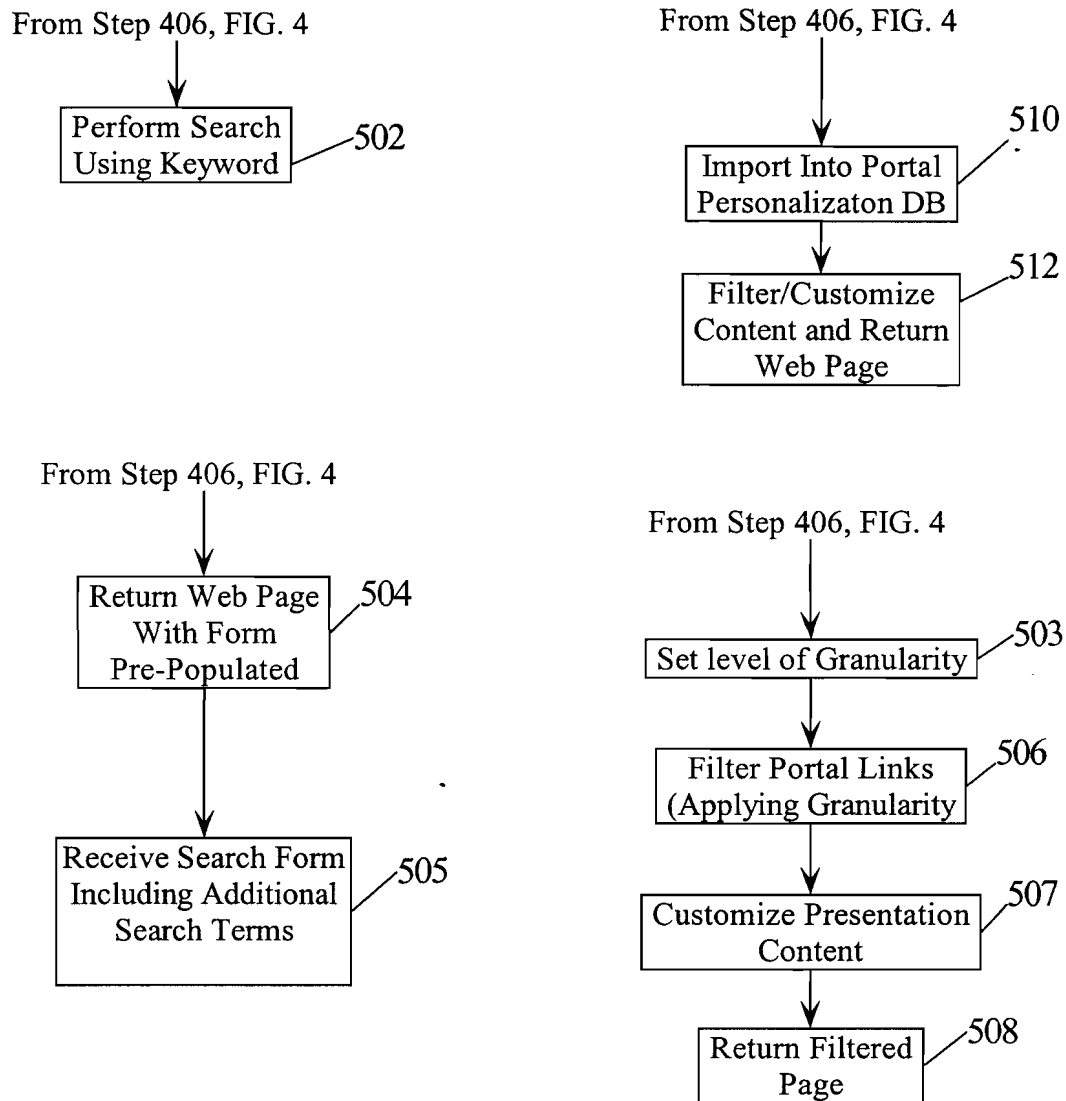 From Step 406, FIG. 4
Perform Search
Using Keyword
502
From Step 406, FIG. 4
510
Import Into Portal
Personalizaton DB
512
Filter/Customize
Content and Return
Web Page
From Step 406, FIG. 4
Return Web Page
With Form
Pre-Populated
504
Receive Search Form
Including Additional
Search Terms
505
From Step 406, FIG. 4
503
Set level of Granularity
506
Filter Portal Links
(Applying Granularity
507
Customize Presentation
Content
508
Return Filtered
Page